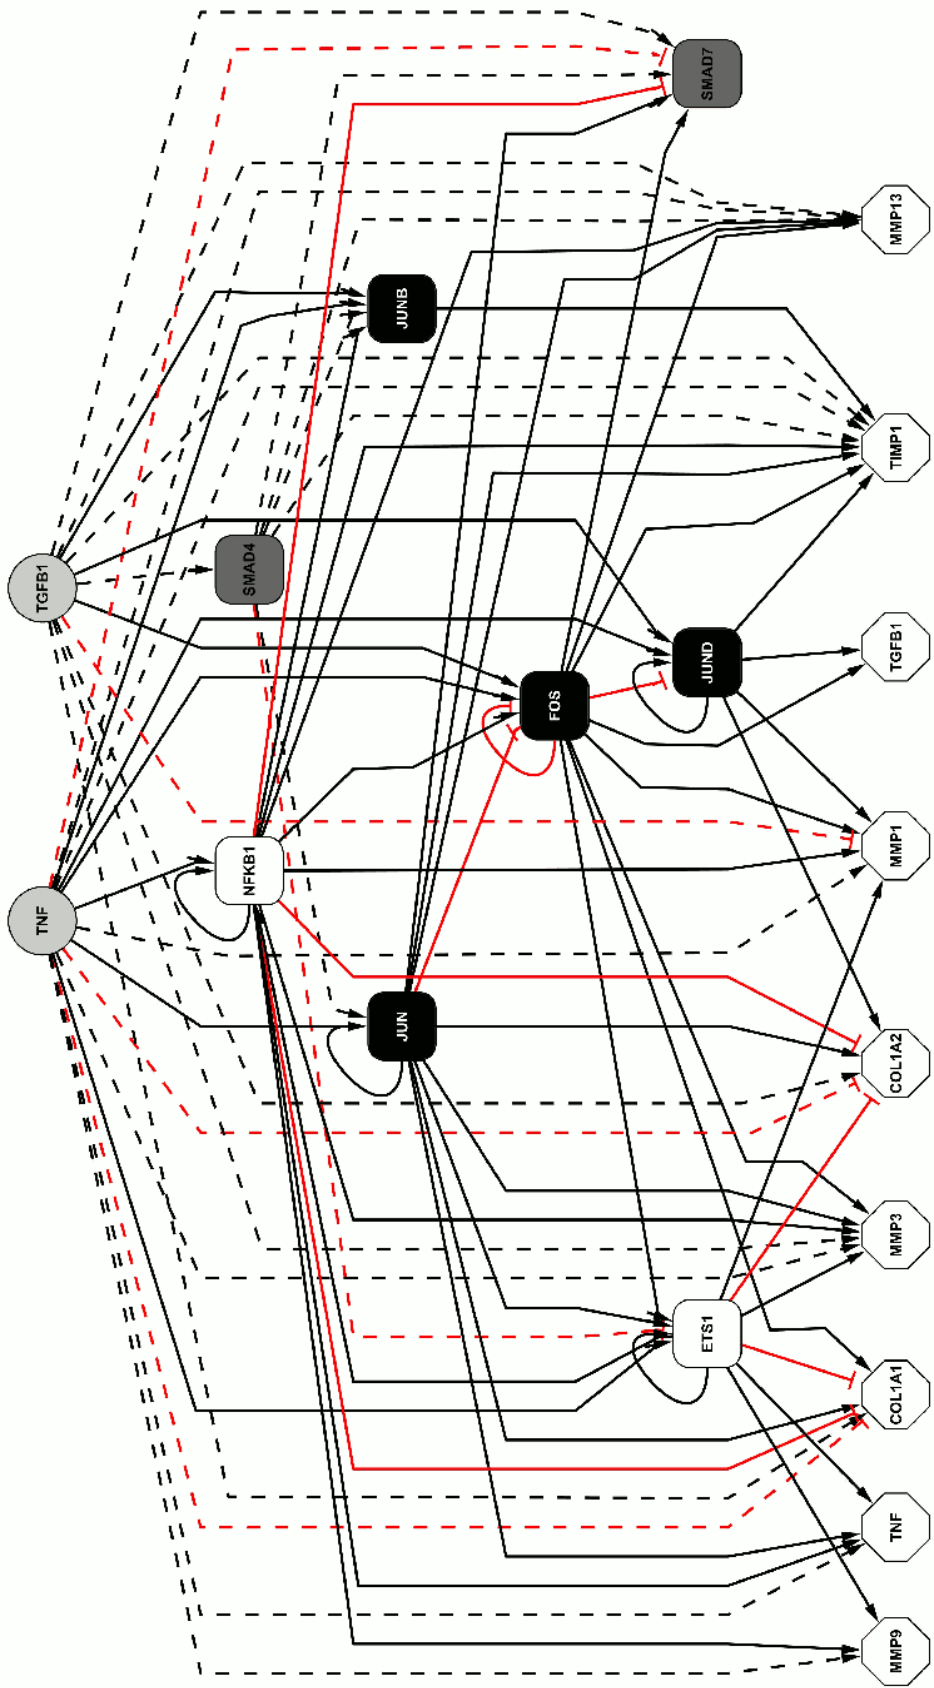 TNF
TGFB1
NFKB1
SMAD4
JUN
JUNB
FOS
ETS1
JUND
SMAD7
MMP9
TNF
COL1A1
MMP3
COL1A2
MMP1
TGFB1
TIMP1
MMP13